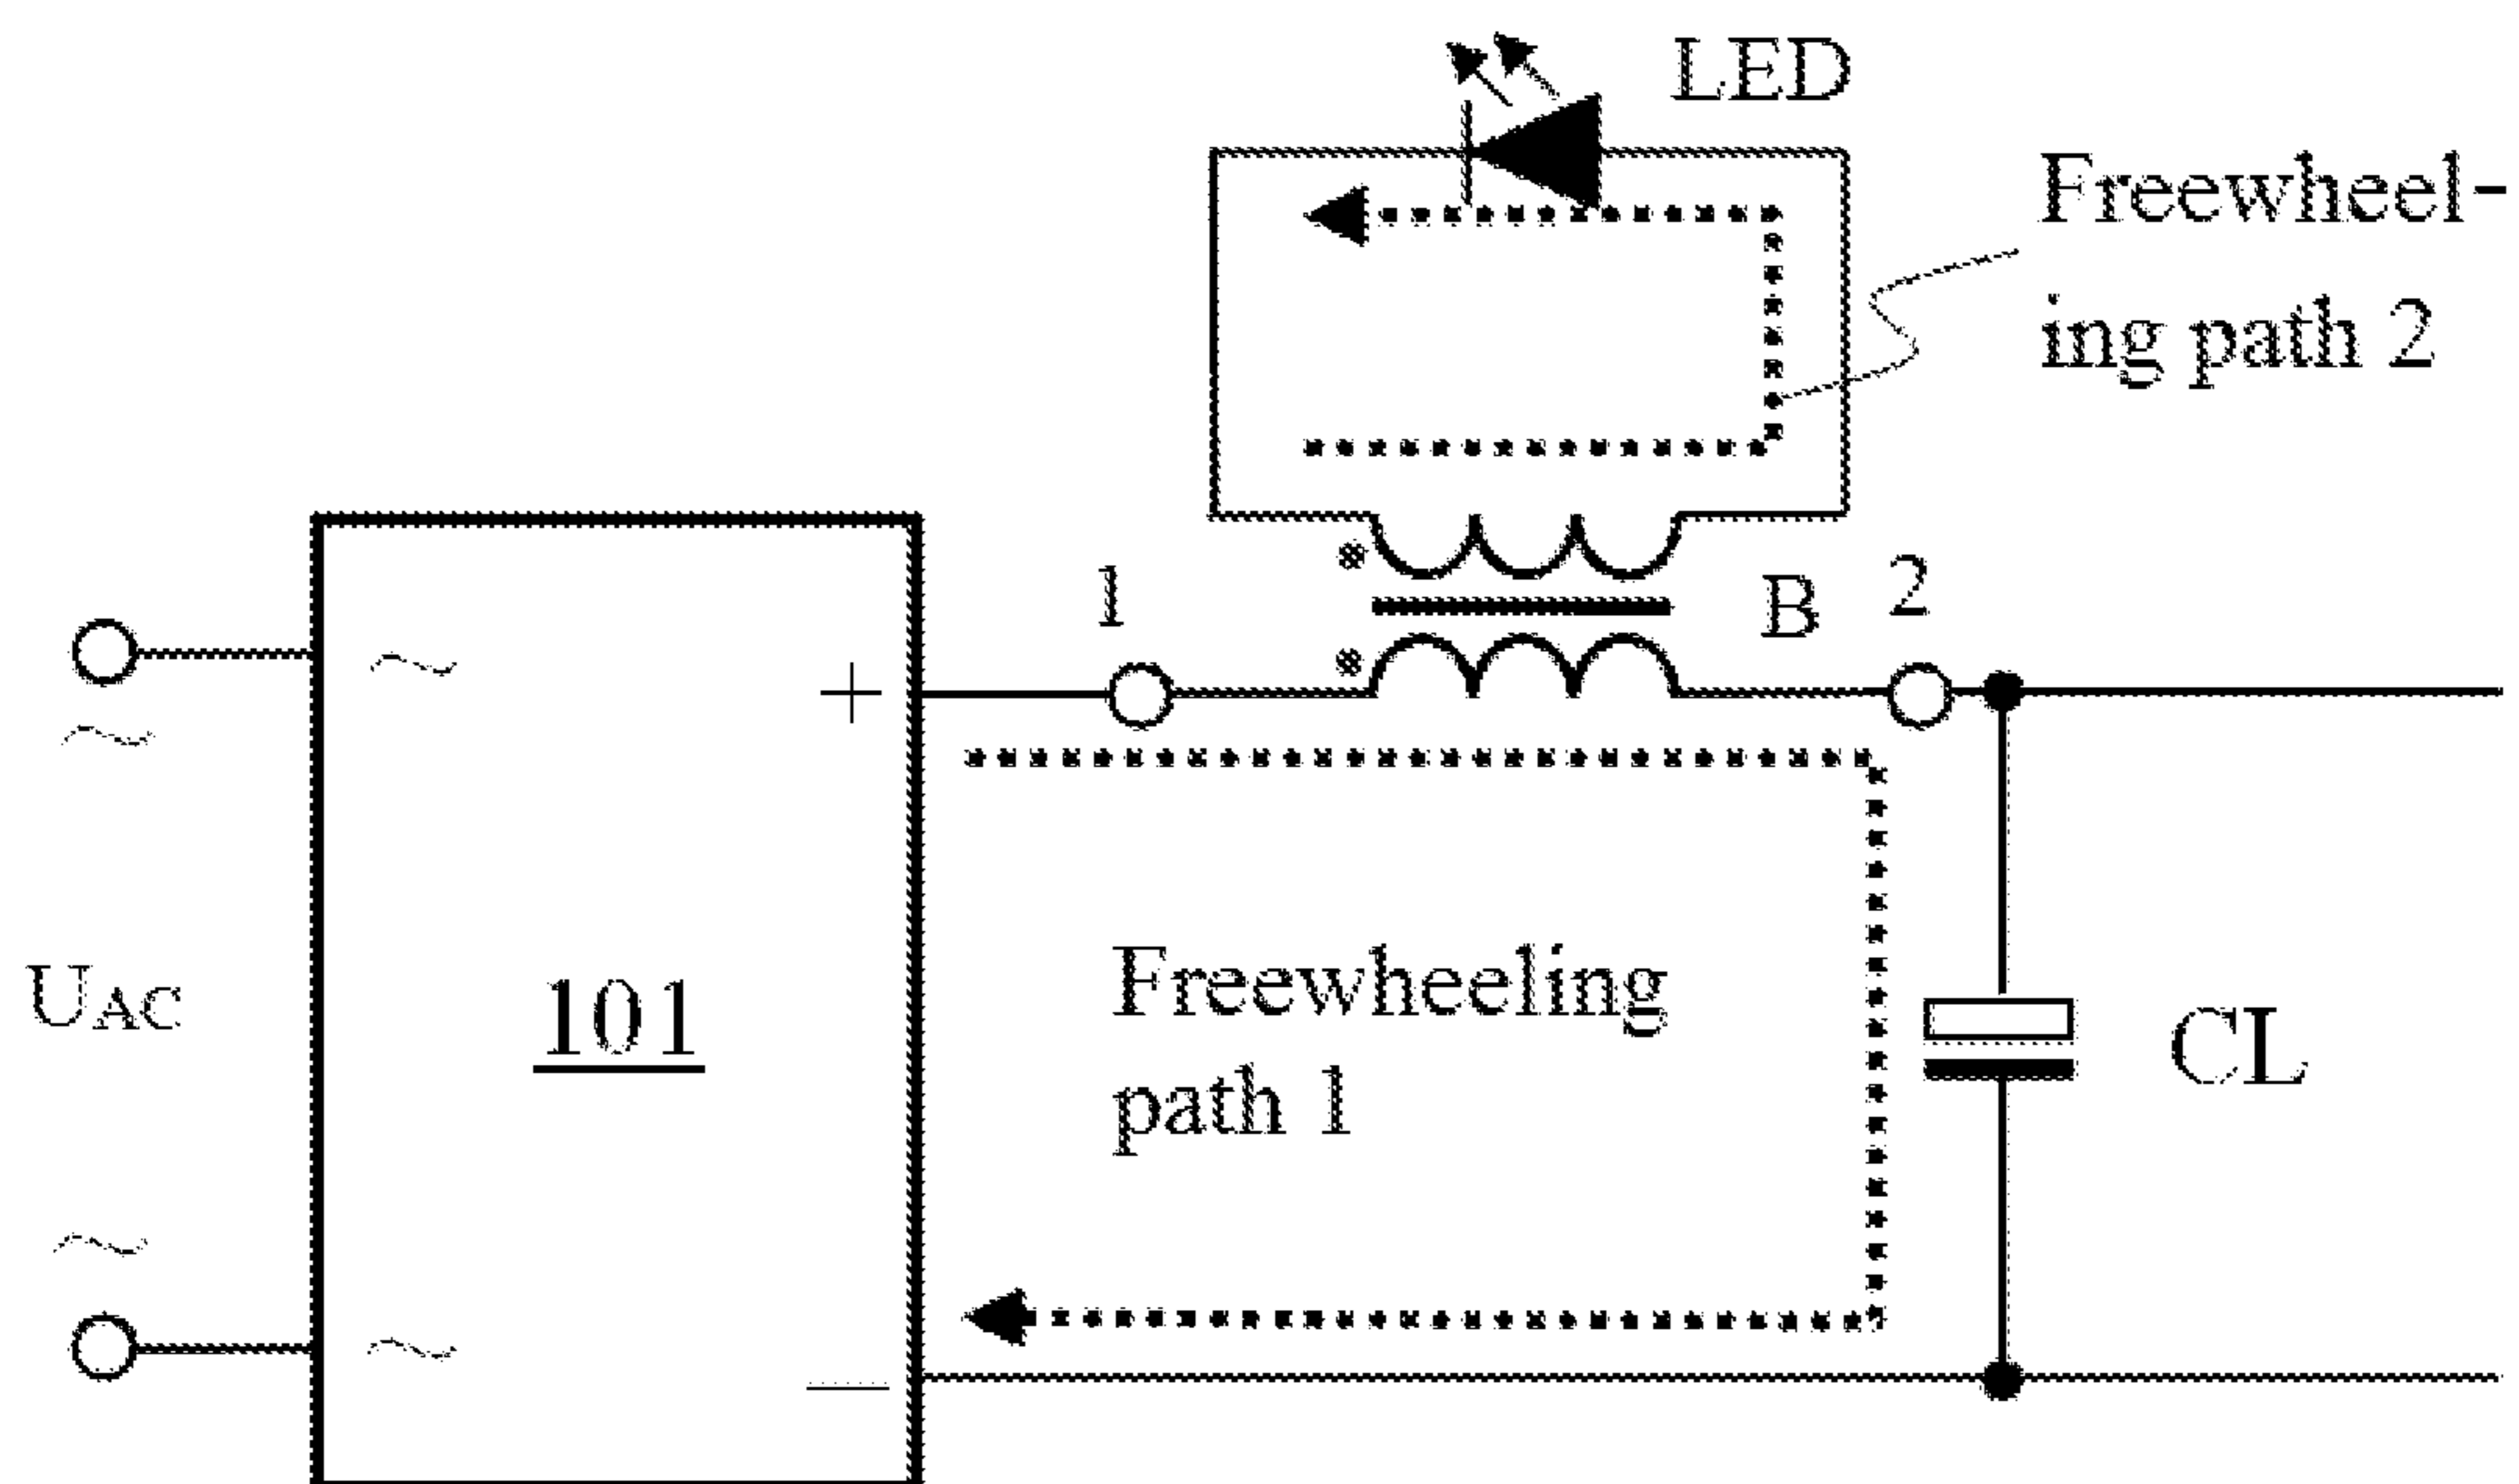 LED
Freewheel-
ing path 2
1
B
2
~
~
+
UAC
101
Freewheeling
path 1
CL
~
~
—